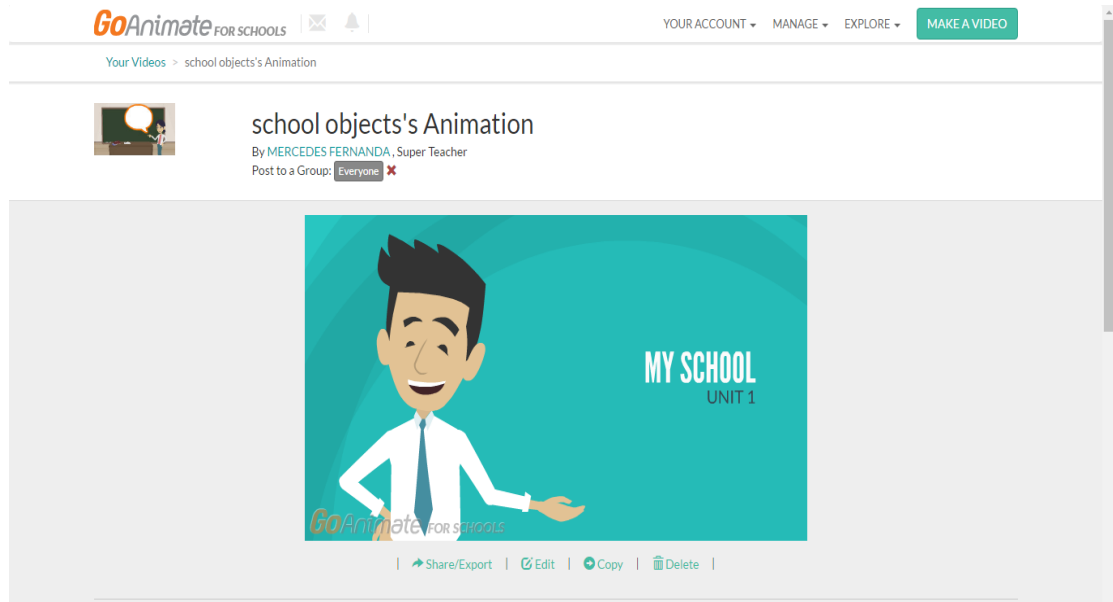 GoAnimate FOR SCHOOLS
YOUR ACCOUNT MANAGE EXPLORE MAKE A VIDEO
Your Videos > school objects's Animation
school objects's Animation
By MERCEDES FERNANDA, Super Teacher
Post to a Group: Everyone
MY SCHOOL
UNIT 1
GoAnimate FOR SCHOOLS
| Share/Export | Edit | Copy | Delete |